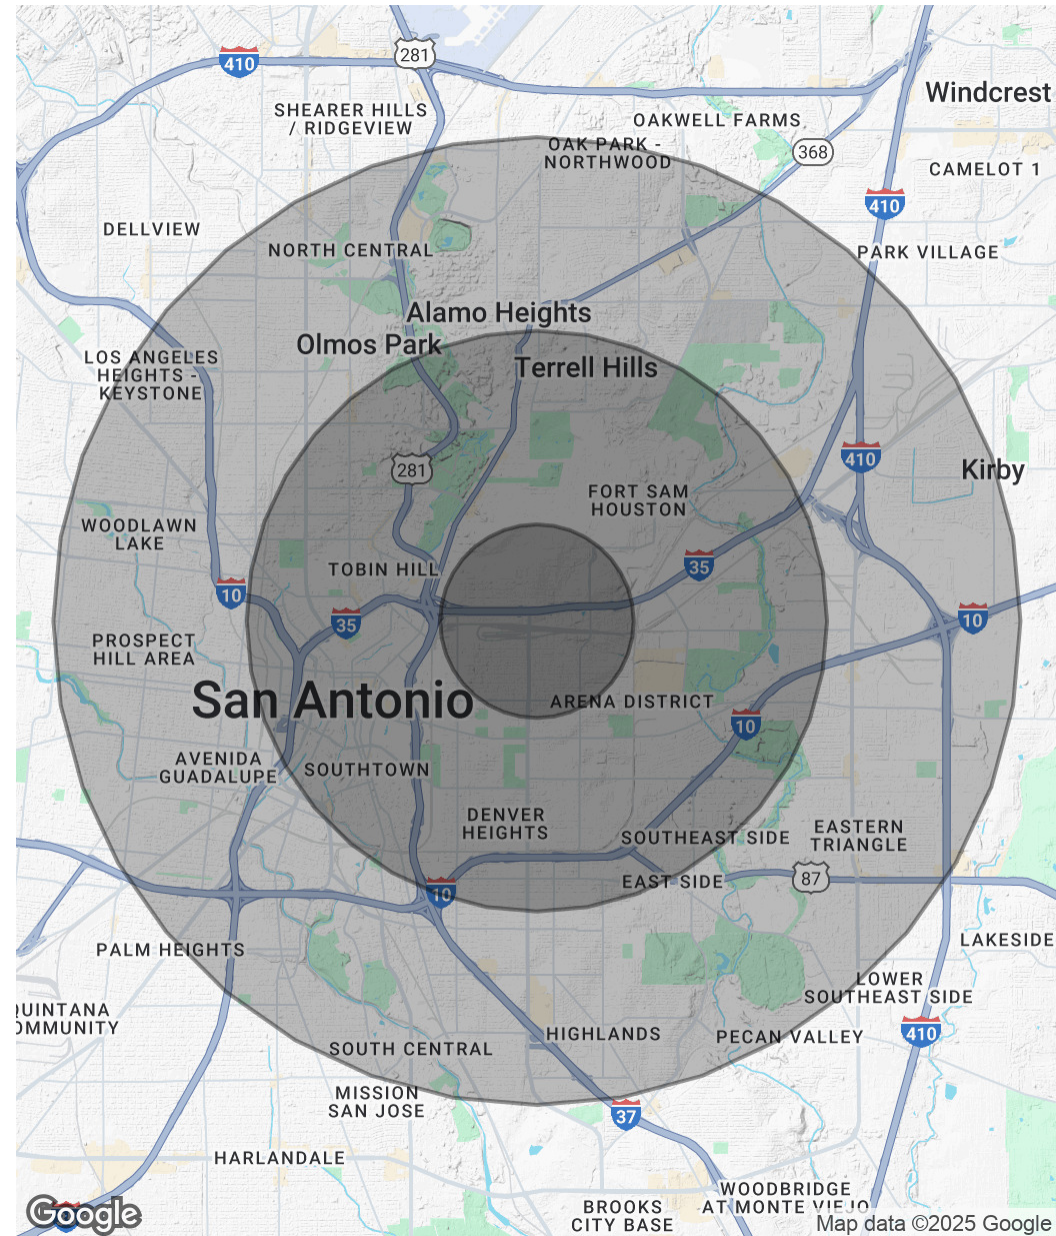 410
281
Windcrest
SHEARER HILLS
/ RIDGEVIEW
OAKWELL FARMS
OAK PARK -
NORTHWOOD
368
CAMELOT 1
410
DELLVIEW
NORTH CENTRAL
PARK VILLAGE
Alamo Heights
Olmos Park
LOS ANGELES
HEIGHTS -
KEYSTONE
Terrell Hills
281
410
Kirby
FORT SAM
HOUSTON
WOODLAWN
LAKE
TOBIN HILL
35
10
35
10
PROSPECT
HILL AREA
San Antonio
ARENA DISTRICT
10
AVENIDA
GUADALUPE
SOUTHTOWN
DENVER
HEIGHTS
SOUTHEAST SIDE
EASTERN
TRIANGLE
EAST SIDE
87
10
PALM HEIGHTS
LAKESIDE
LOWER
SOUTHEAST SIDE
QUINTANA
OMMUNITY
HIGHLANDS
PECAN VALLEY
410
SOUTH CENTRAL
MISSION
SAN JOSE
37
HARLANDALE
WOODBRIDGE
AT MONTE VIEJO
BROOKS
CITY BASE
Google
Map data ©2025 Google